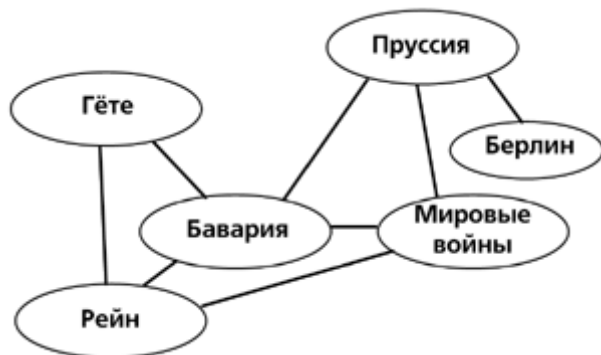 Пруссия
Гёте
Берлин
Бавария
Мировые
войны
Рейн